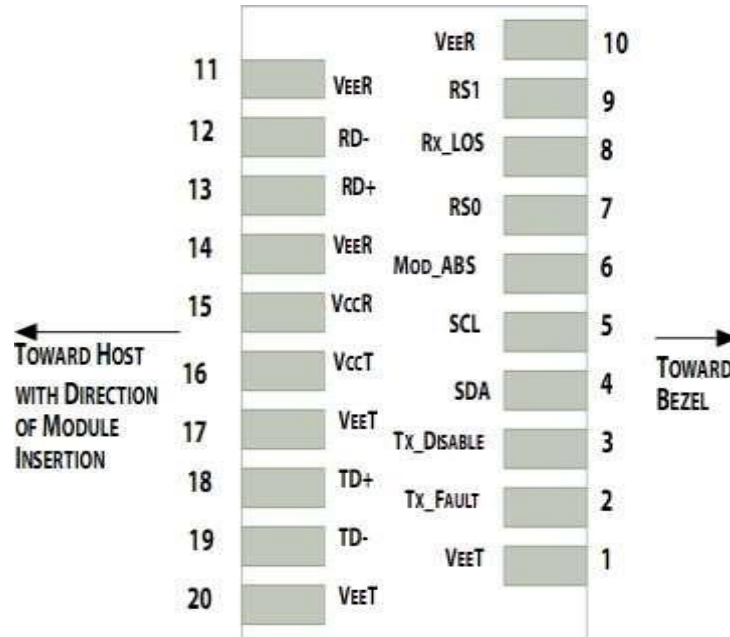 VEER 10
11 VEER
RS1 9
12 RD-
RX_LOS 8
13 RD+
RS0 7
14 VEER
MOD_ABS 6
15 VCCR
SCL 5
16 VCCT
SDA 4
17 VEET
TX_DISABLE 3
18 TD+
TX_FAULT 2
19 TD-
VEET 1
20 VEET
TOWARD HOST
WITH DIRECTION
OF MODULE
INSERTION
TOWARD
BEZEL